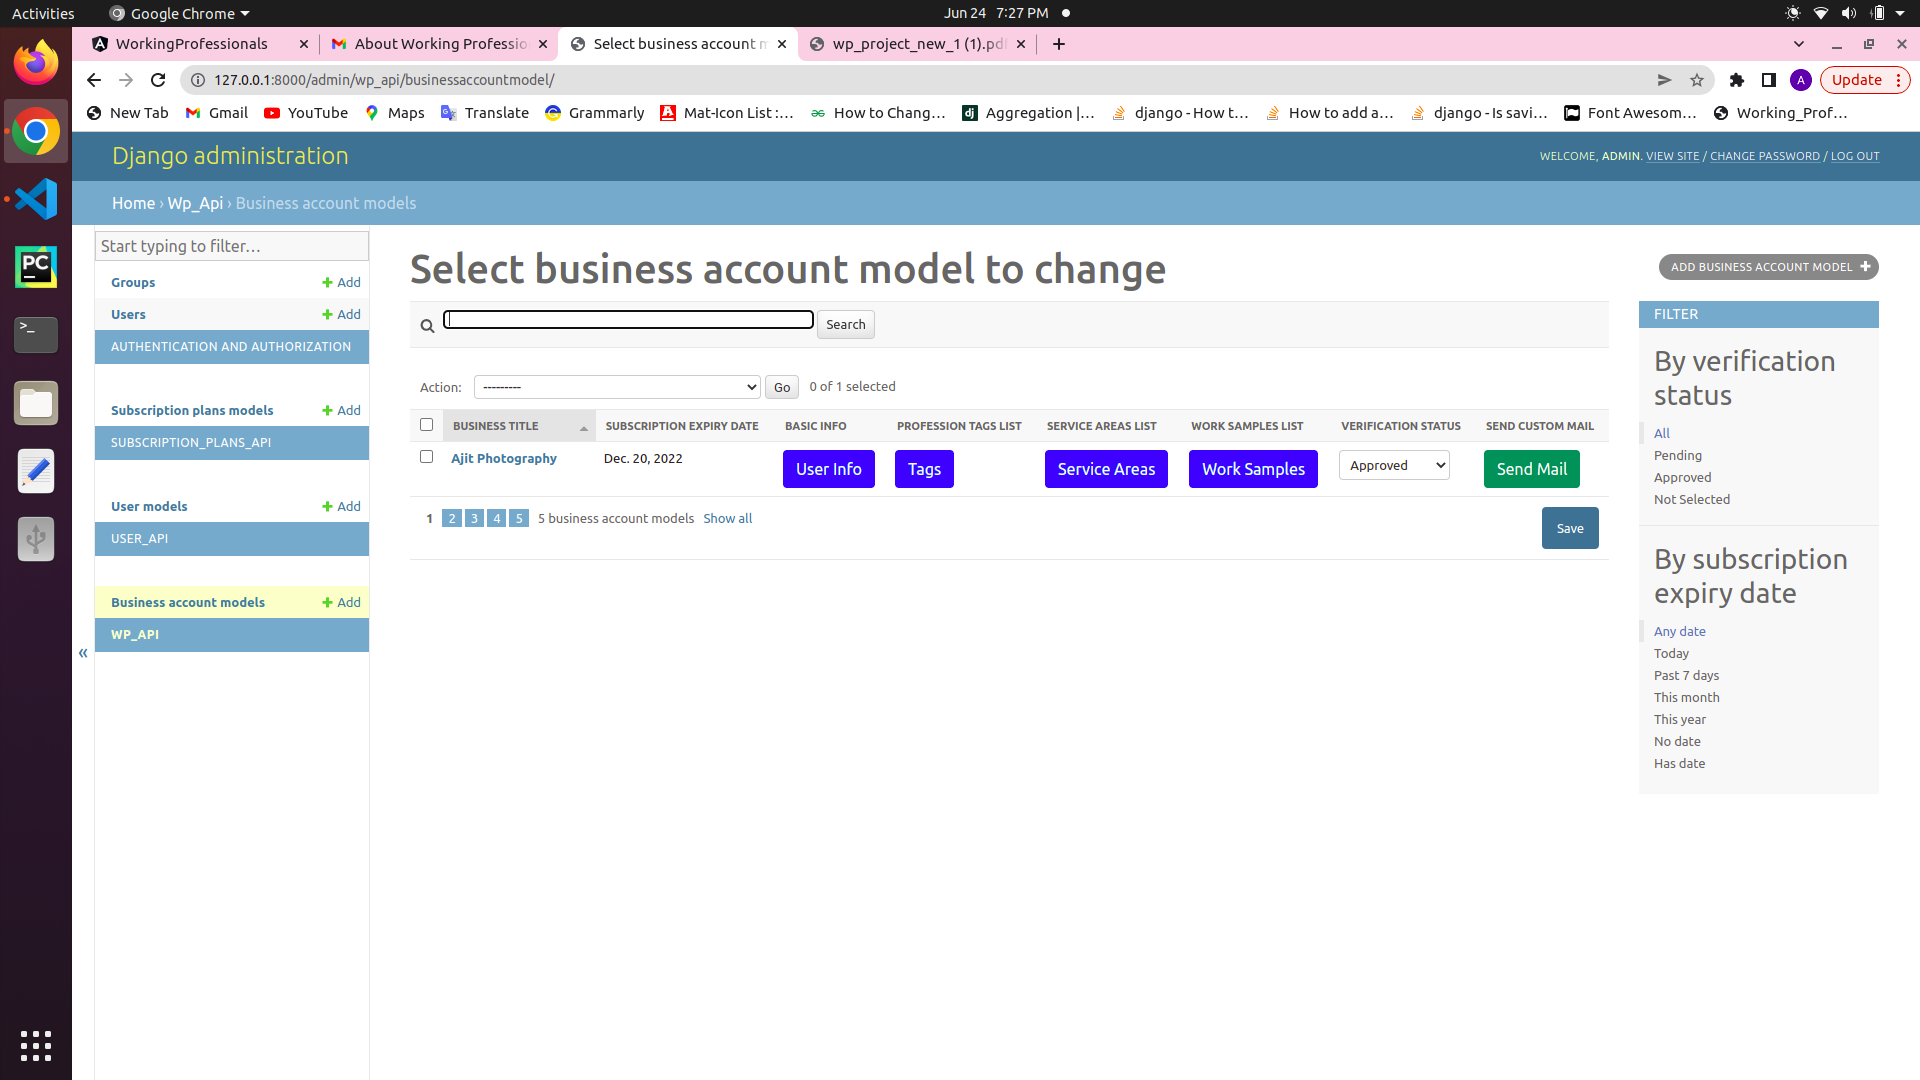 Activities
Google Chrome
Jun 24 7:27 PM
WorkingProfessionals
About Working Professio
Select business account m
wp_project_new_1 (1).pdf
127.0.0.1:8000/admin/wp_api/businessaccountmodel/
A
Update
New Tab
Gmail
YouTube
Maps
Translate
Grammarly
Mat-Icon List :...
How to Chang...
Aggregation |...
django - How t...
How to add a...
django - Is savi...
Font Awesom...
Working_Prof...
Django administration
WELCOME, ADMIN. VIEW SITE / CHANGE PASSWORD / LOG OUT
Home › Wp_Api › Business account models
Start typing to filter...
Groups + Add
Users + Add
AUTHENTICATION AND AUTHORIZATION
Subscription plans models + Add
SUBSCRIPTION_PLANS_API
User models + Add
USER_API
Business account models + Add
WP_API
«
Select business account model to change
ADD BUSINESS ACCOUNT MODEL +
Search
Action: --------- Go 0 of 1 selected
BUSINESS TITLE SUBSCRIPTION EXPIRY DATE BASIC INFO PROFESSION TAGS LIST SERVICE AREAS LIST WORK SAMPLES LIST VERIFICATION STATUS SEND CUSTOM MAIL
Ajit Photography Dec. 20, 2022 User Info Tags Service Areas Work Samples Approved Send Mail
1 2 3 4 5 5 business account models Show all
Save
FILTER
By verification
status
All
Pending
Approved
Not Selected
By subscription
expiry date
Any date
Today
Past 7 days
This month
This year
No date
Has date
PC
>_